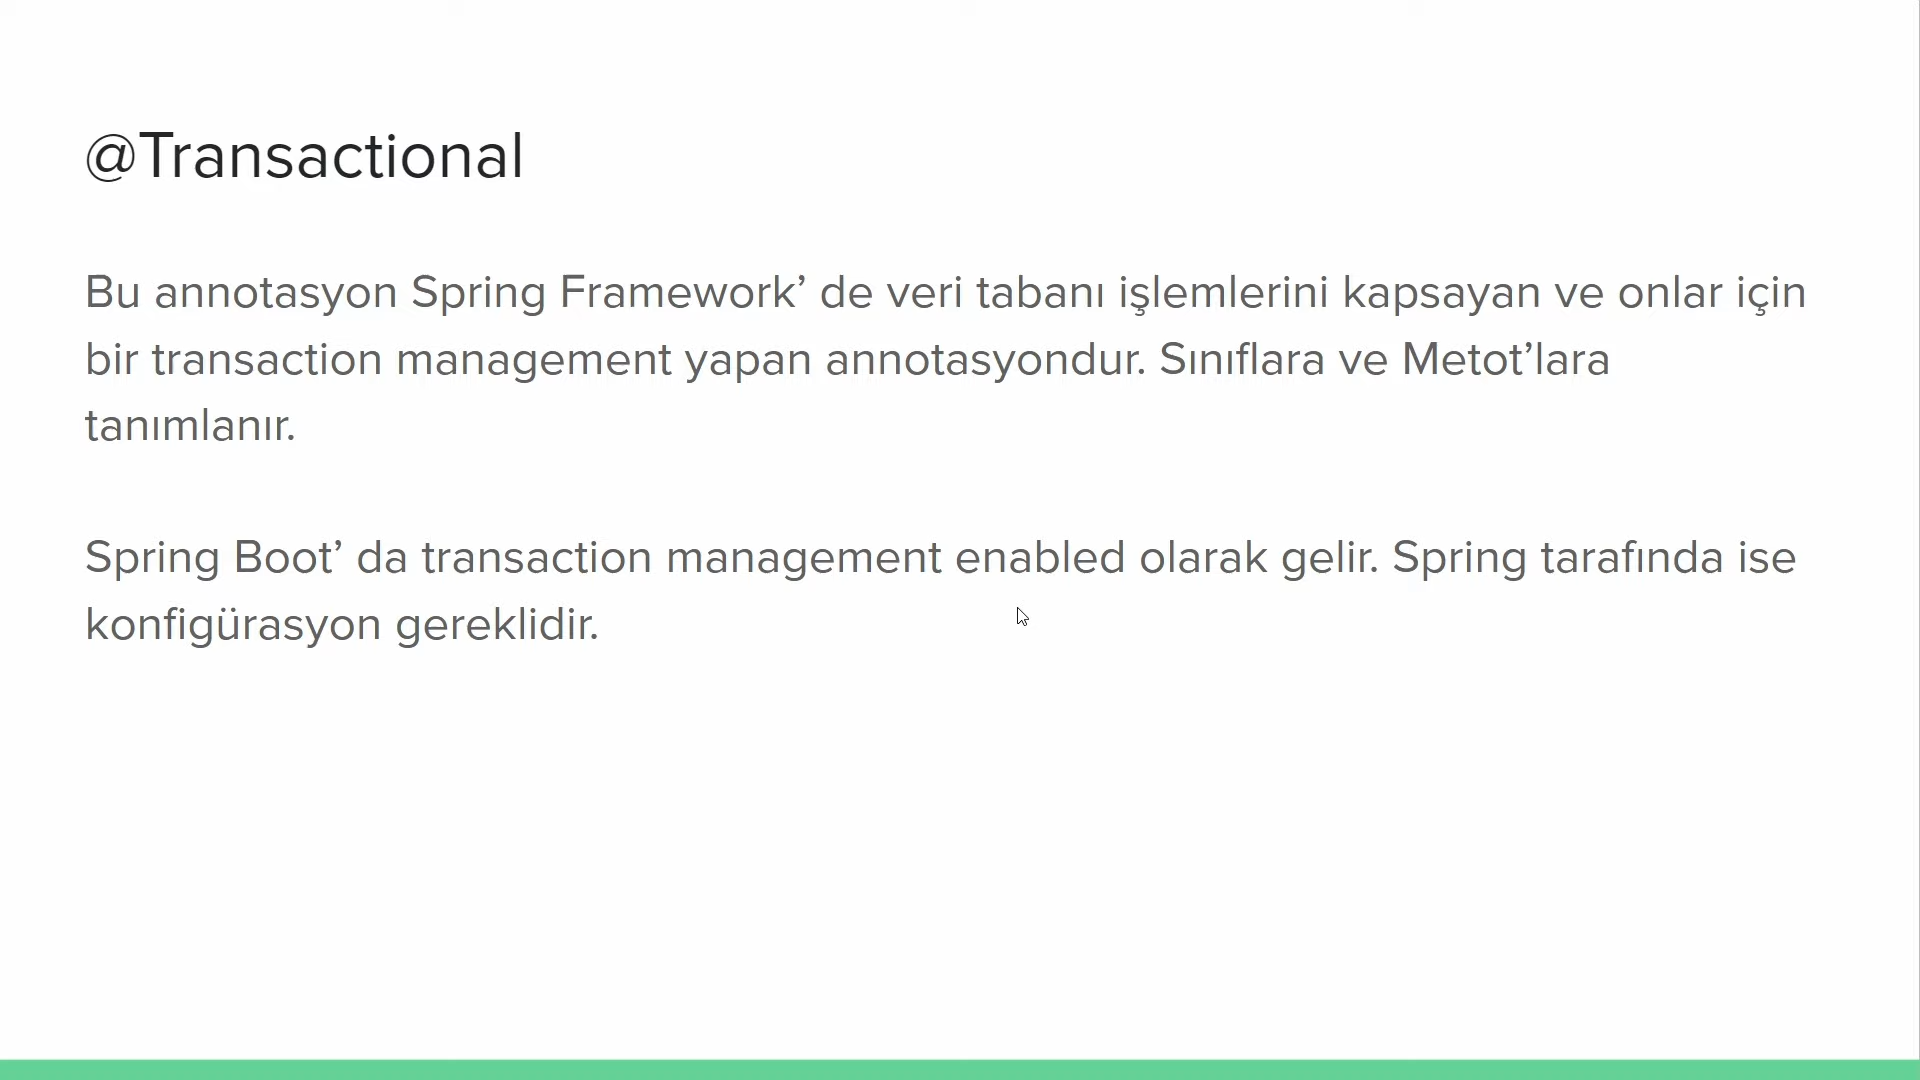 @Transactional
Bu annotasyon Spring Framework’ de veri tabanı işlemlerini kapsayan ve onlar için
bir transaction management yapan annotasyondur. Sınıflara ve Metot’lara
tanımlanır.
Spring Boot’ da transaction management enabled olarak gelir. Spring tarafında ise
konfigürasyon gereklidir.